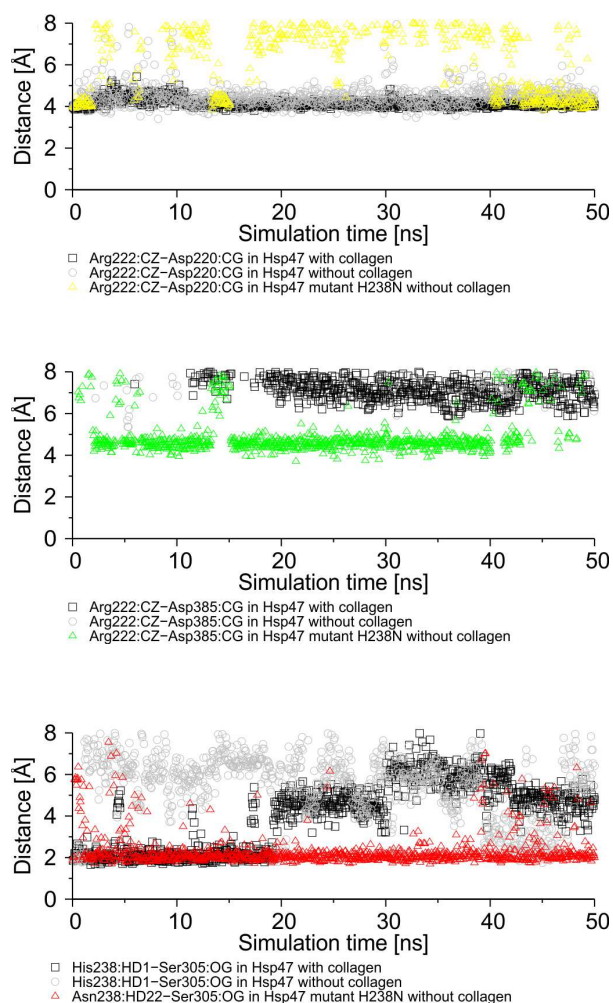 8
6
4
2
0
Distance [Å]
0 10 20 30 40 50
Simulation time [ns]
Arg222:CZ−Asp220:CG in Hsp47 with collagen
Arg222:CZ−Asp220:CG in Hsp47 without collagen
Arg222:CZ−Asp220:CG in Hsp47 mutant H238N without collagen
8
6
4
2
0
Distance [Å]
0 10 20 30 40 50
Simulation time [ns]
Arg222:CZ−Asp385:CG in Hsp47 with collagen
Arg222:CZ−Asp385:CG in Hsp47 without collagen
Arg222:CZ−Asp385:CG in Hsp47 mutant H238N without collagen
8
6
4
2
0
Distance [Å]
0 10 20 30 40 50
Simulation time [ns]
His238:HD1−Ser305:OG in Hsp47 with collagen
His238:HD1−Ser305:OG in Hsp47 without collagen
Asn238:HD22−Ser305:OG in Hsp47 mutant H238N without collagen